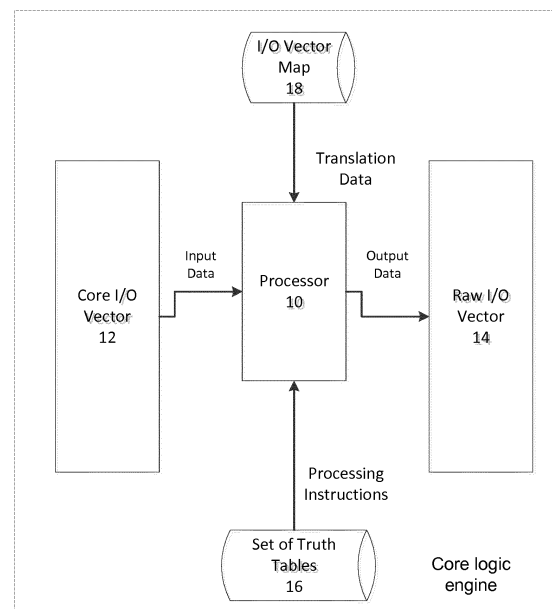 I/O Vector
Map
18
Translation
Data
Input
Data
Output
Data
Core I/O
Vector
12
Processor
10
Raw I/O
Vector
14
Processing
Instructions
Set of Truth
Tables
16
Core logic
engine